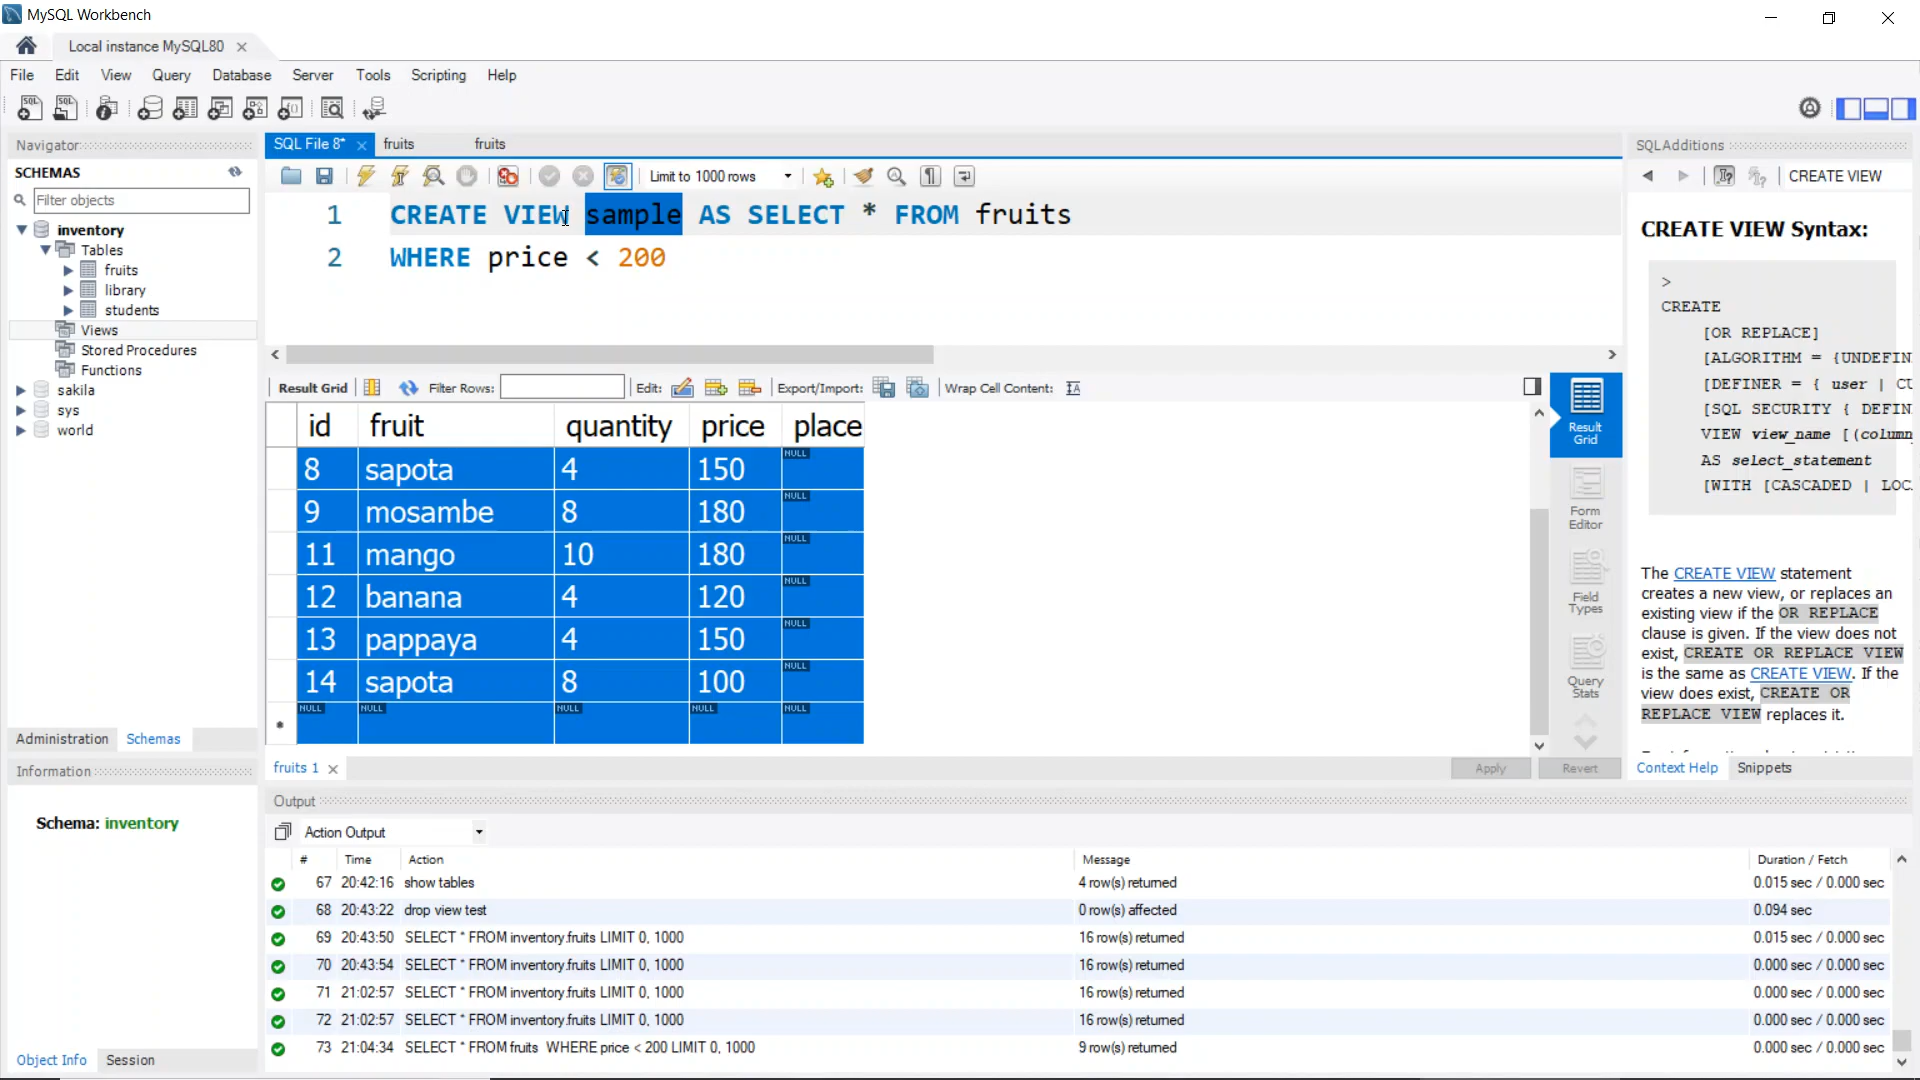 MySQL Workbench
Local instance MySQL80
File Edit View Query Database Server Tools Scripting Help
Navigator
SCHEMAS
Filter objects
inventory
Tables
fruits
library
students
Views
Stored Procedures
Functions
sakila
sys
world
Administration Schemas
Information
Schema: inventory
Object Info Session
SQL File 8* fruits fruits
Limit to 1000 rows
1 CREATE VIEW sample AS SELECT * FROM fruits
2 WHERE price < 200
Result Grid Filter Rows: Edit: Export/Import: Wrap Cell Content:
id fruit quantity price place
8 sapota 4 150 NULL
9 mosambe 8 180 NULL
11 mango 10 180 NULL
12 banana 4 120 NULL
13 pappaya 4 150 NULL
14 sapota 8 100 NULL
* NULL NULL NULL NULL NULL
Result Grid
Form Editor
Field Types
Query Stats
fruits 1
Apply Revert
SQLAdditions
CREATE VIEW
CREATE VIEW Syntax:
>
CREATE
[OR REPLACE]
[ALGORITHM = {UNDEFIN
[DEFINER = { user | CU
[SQL SECURITY { DEFIN
VIEW view_name [(column
AS select_statement
[WITH [CASCADED | LOC
The CREATE VIEW statement
creates a new view, or replaces an
existing view if the OR REPLACE
clause is given. If the view does not
exist, CREATE OR REPLACE VIEW
is the same as CREATE VIEW. If the
view does exist, CREATE OR
REPLACE VIEW replaces it.
Context Help Snippets
Output
Action Output
# Time Action Message Duration / Fetch
67 20:42:16 show tables 4 row(s) returned 0.015 sec / 0.000 sec
68 20:43:22 drop view test 0 row(s) affected 0.094 sec
69 20:43:50 SELECT * FROM inventory.fruits LIMIT 0, 1000 16 row(s) returned 0.015 sec / 0.000 sec
70 20:43:54 SELECT * FROM inventory.fruits LIMIT 0, 1000 16 row(s) returned 0.000 sec / 0.000 sec
71 21:02:57 SELECT * FROM inventory.fruits LIMIT 0, 1000 16 row(s) returned 0.000 sec / 0.000 sec
72 21:02:57 SELECT * FROM inventory.fruits LIMIT 0, 1000 16 row(s) returned 0.000 sec / 0.000 sec
73 21:04:34 SELECT * FROM fruits WHERE price < 200 LIMIT 0, 1000 9 row(s) returned 0.000 sec / 0.000 sec